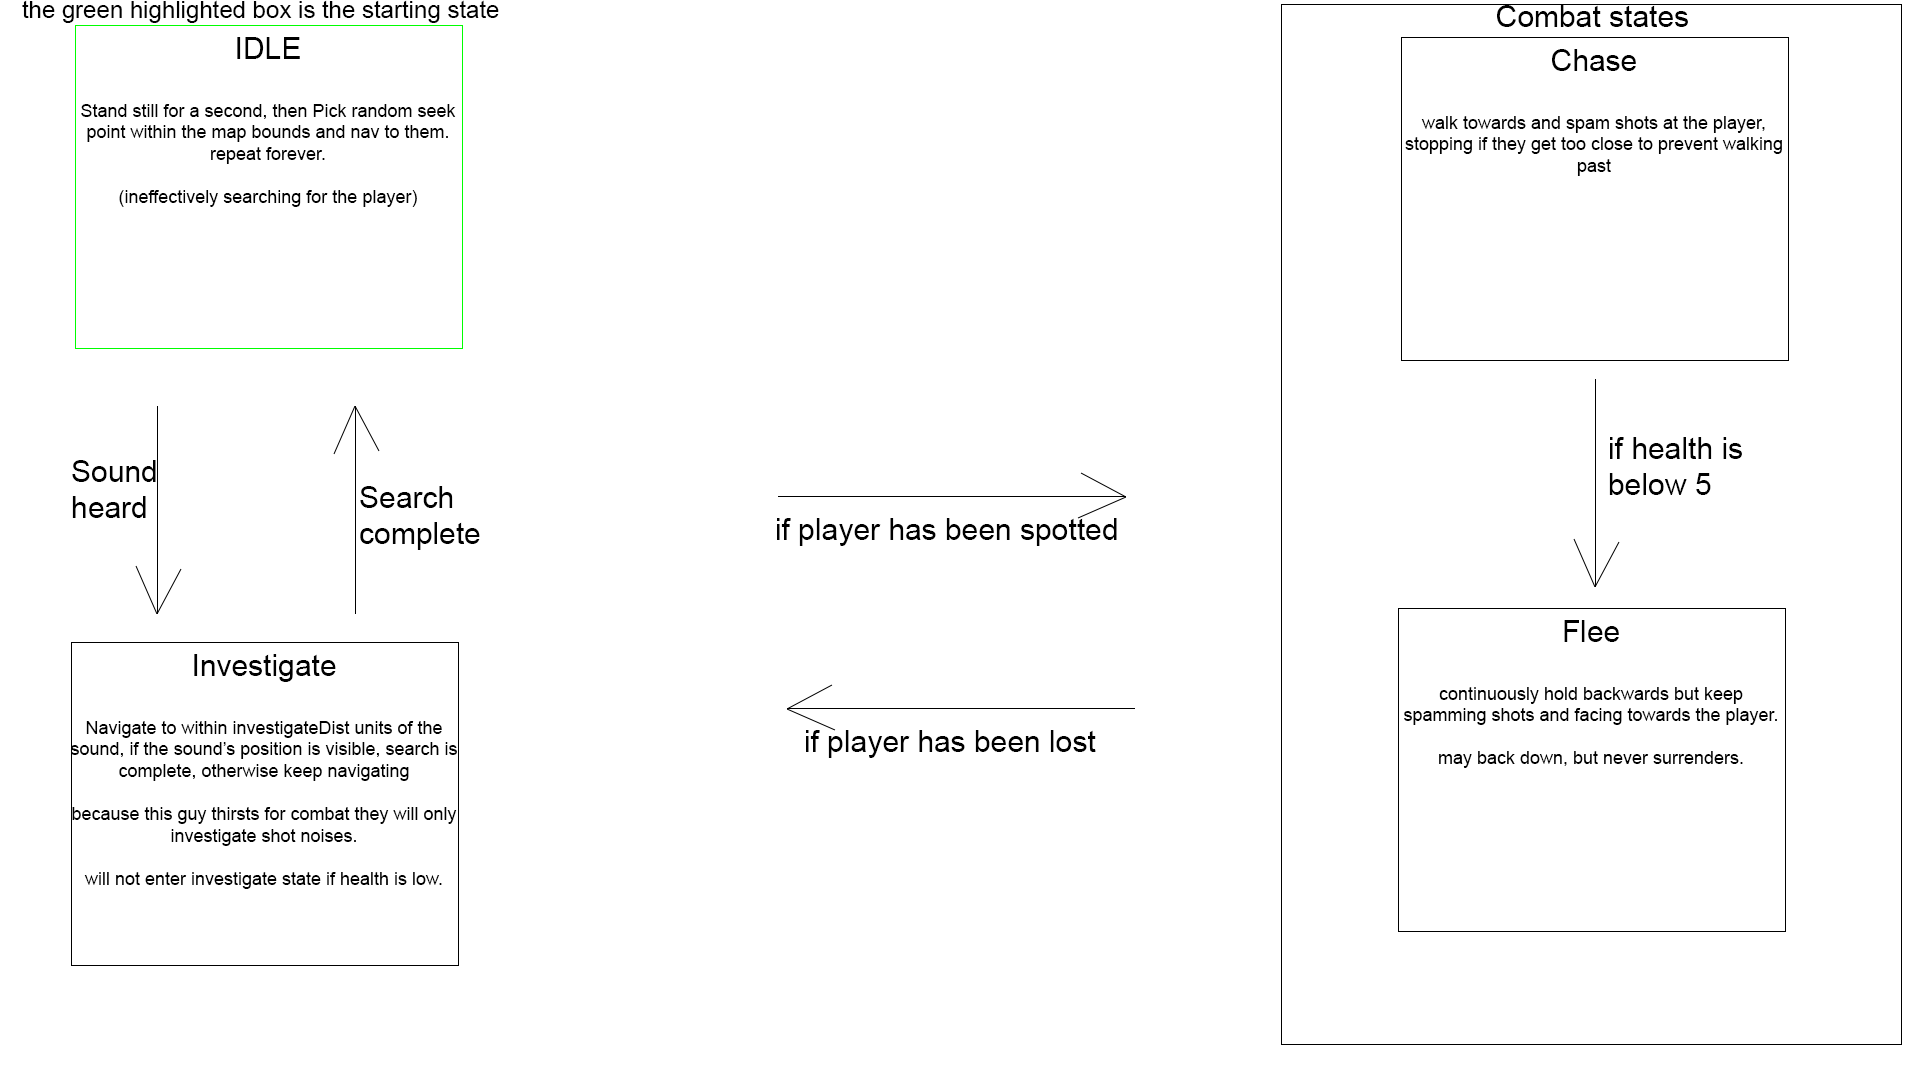 the green highlighted box is the starting state
IDLE
Stand still for a second, then Pick random seek
point within the map bounds and nav to them.
repeat forever.
(ineffectively searching for the player)
Sound
heard
Search
complete
Investigate
Navigate to within investigateDist units of the
sound, if the sound's position is visible, search is
complete, otherwise keep navigating
because this guy thirsts for combat they will only
investigate shot noises.
will not enter investigate state if health is low.
if player has been spotted
if player has been lost
Combat states
Chase
walk towards and spam shots at the player,
stopping if they get too close to prevent walking
past
if health is
below 5
Flee
continuously hold backwards but keep
spamming shots and facing towards the player.
may back down, but never surrenders.